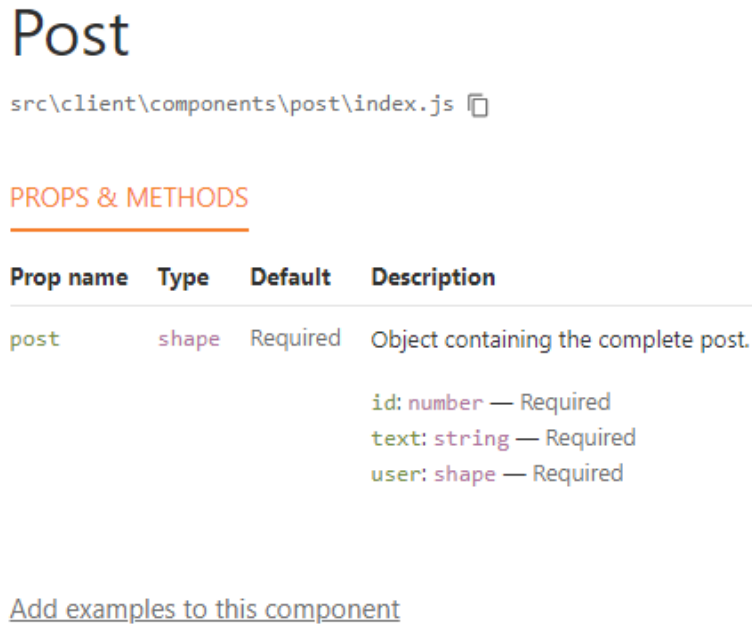 Post
src\client\components\post\index.js
PROPS & METHODS
Prop name Type Default Description
post shape Required Object containing the complete post.
id: number — Required
text: string — Required
user: shape — Required
Add examples to this component